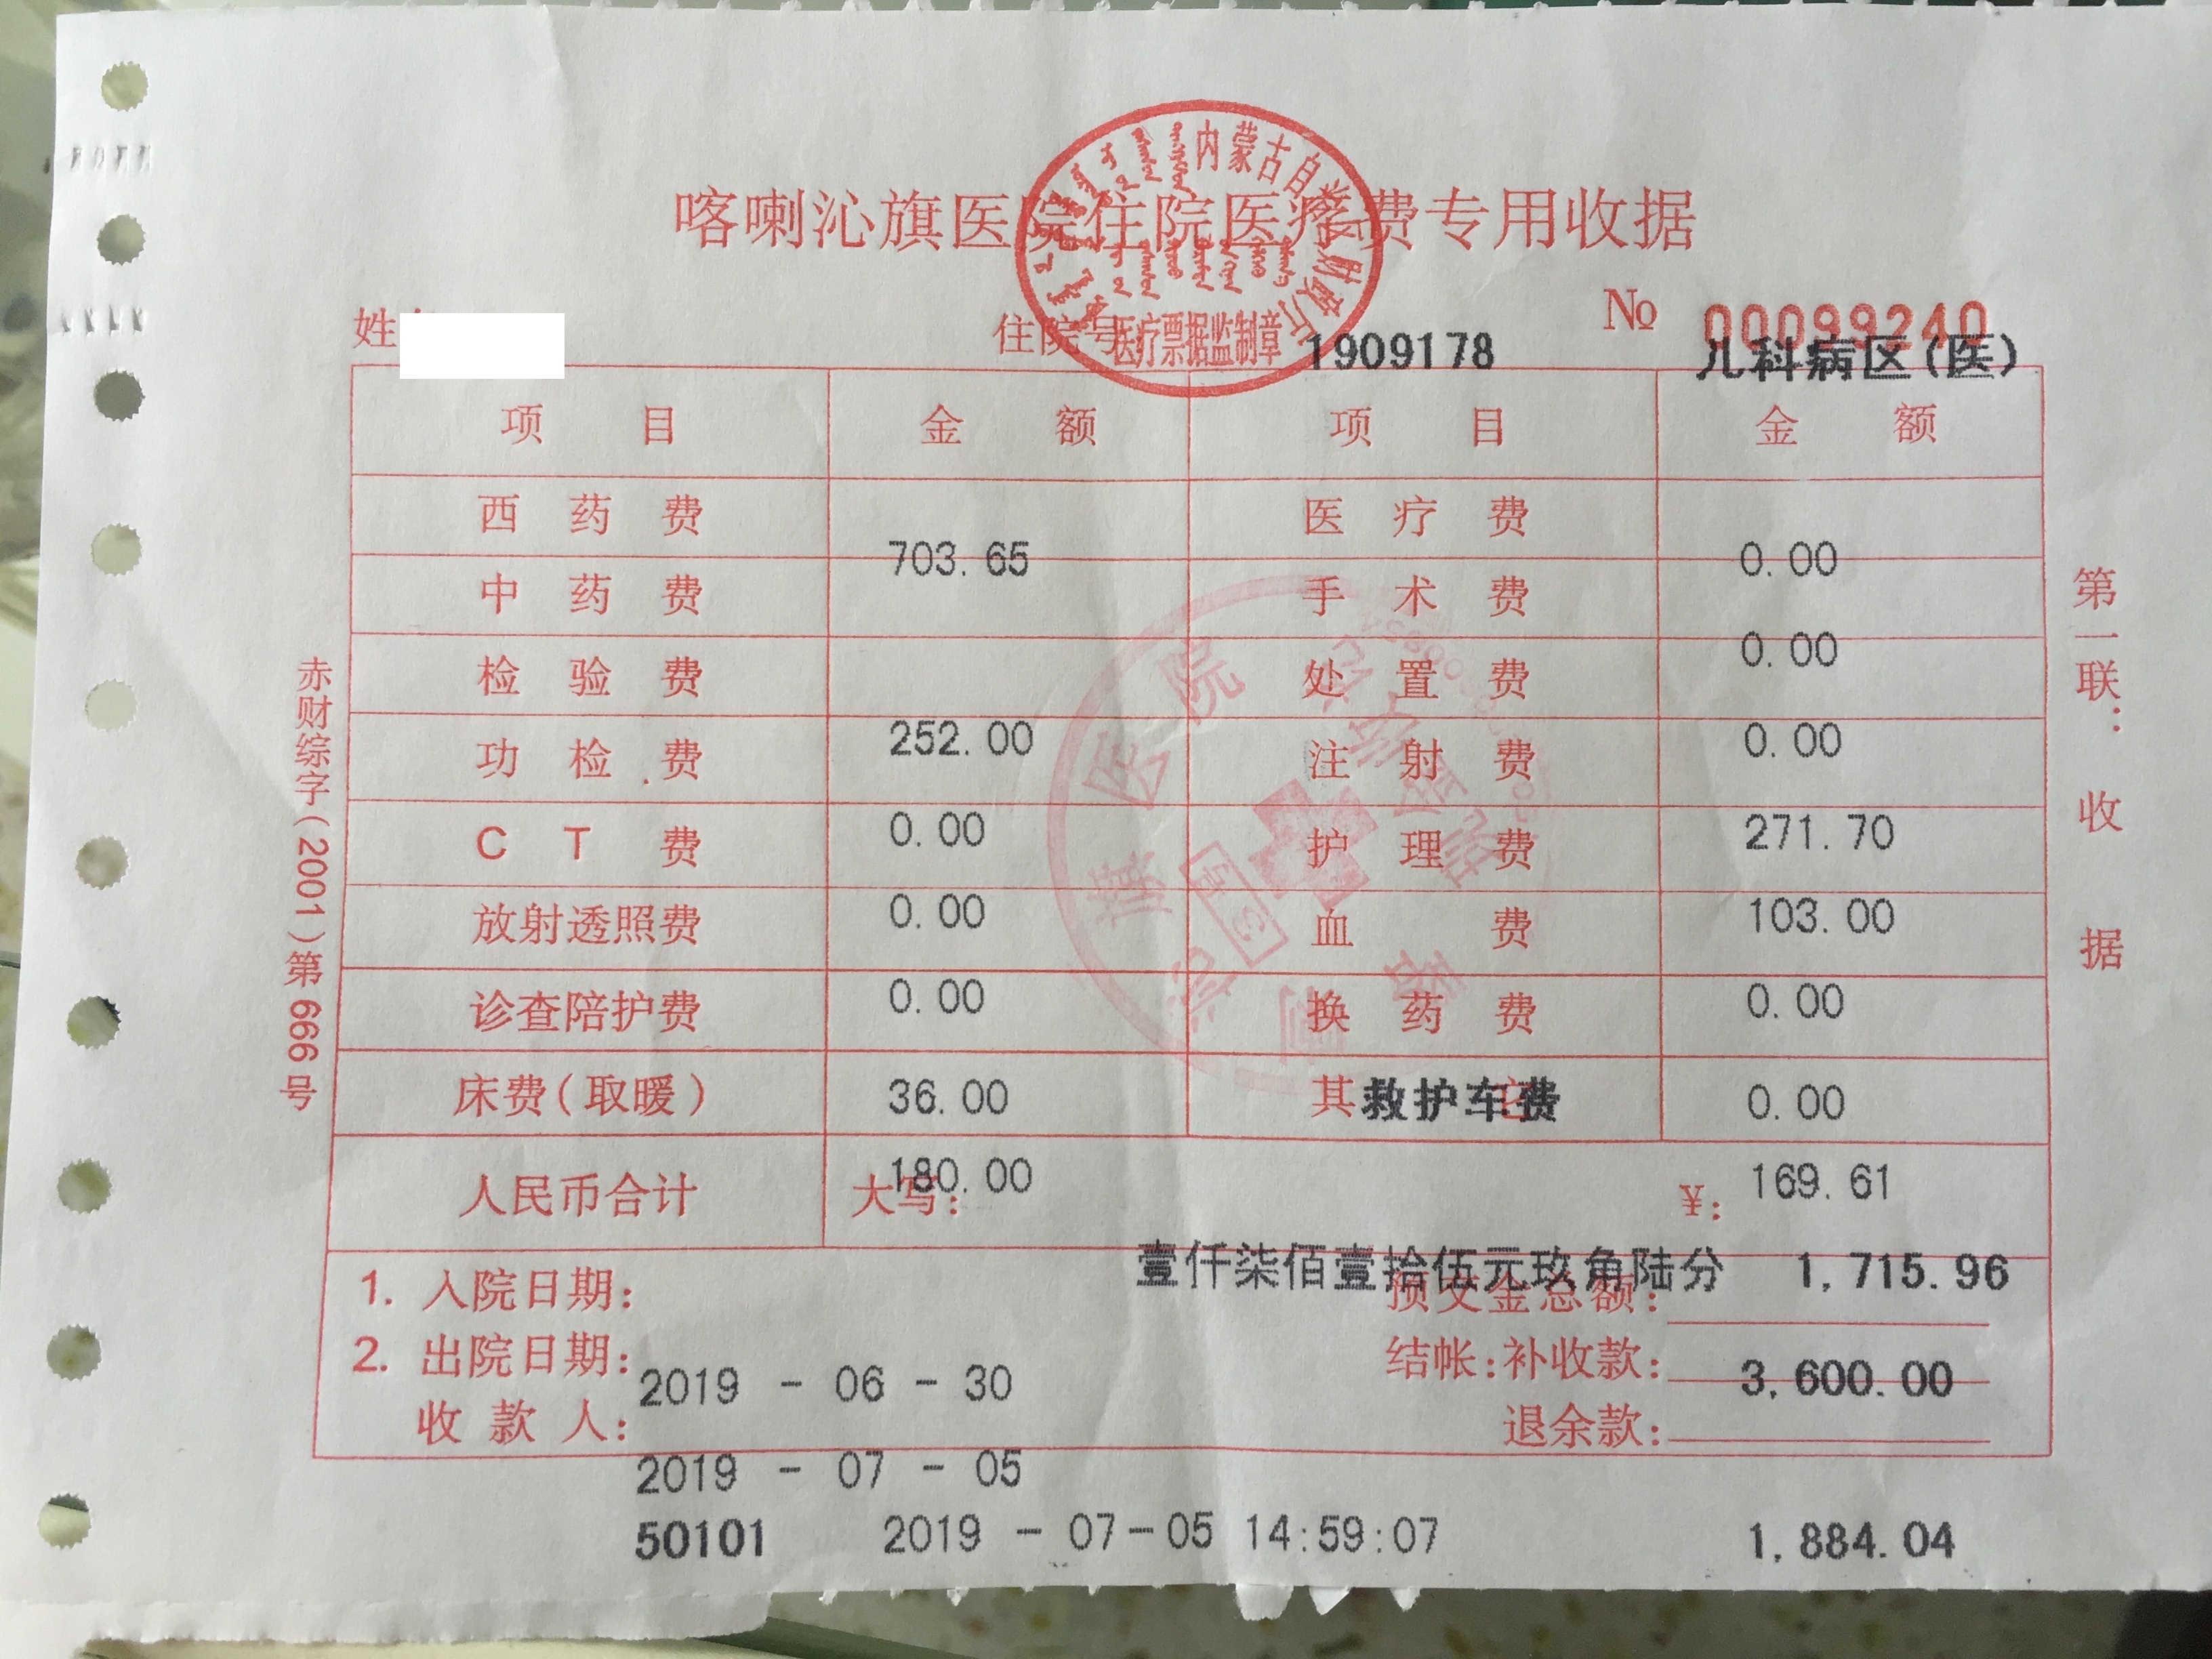 喀喇沁旗医院住院医疗费专用收据
内蒙古自治区财政厅
医疗票据监制章
姓 住院号 1909178 № 00099240
儿科病区(医)
项 目 金 额 项 目 金 额
西 药 费 703.65 医 疗 费 0.00
中 药 费 手 术 费 0.00
检 验 费 252.00 处 置 费 0.00
功 检 费 0.00 注 射 费 271.70
C T 费 0.00 护 理 费 103.00
放射透照费 0.00 血 费 0.00
诊查陪护费 36.00 换 药 费 0.00
床费(取暖) 180.00 其它 救护车费 169.61
人民币合计 大写: 壹仟柒佰壹拾伍元玖角陆分 ¥: 1,715.96
1. 入院日期: 2019 - 06 - 30 预交金总额: 3,600.00
2. 出院日期: 2019 - 07 - 05 结帐:补收款:
收 款 人: 50101 2019 - 07-05 14:59:07 退余款: 1,884.04
赤财综字(2001)第666号
第一联: 收据